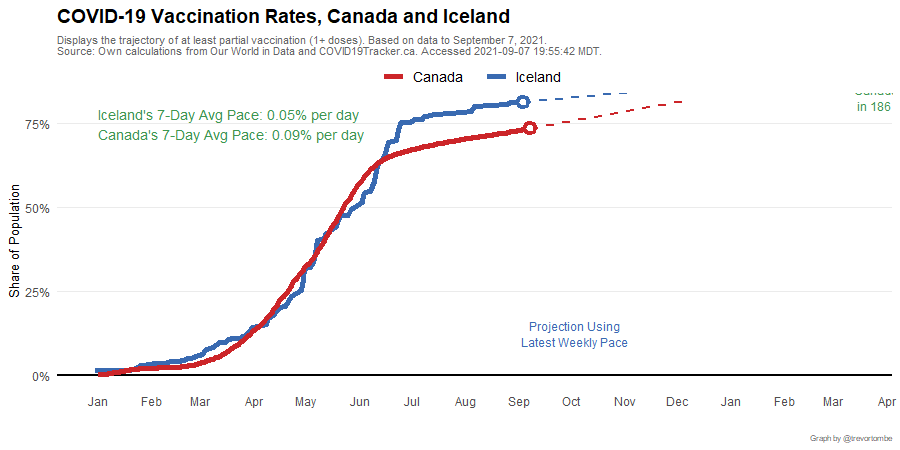 COVID-19 Vaccination Rates, Canada and Iceland
Displays the trajectory of at least partial vaccination (1+ doses). Based on data to September 7, 2021.
Source: Own calculations from Our World in Data and COVID19Tracker.ca. Accessed 2021-09-07 19:55:42 MDT.
Canada Iceland
Iceland's 7-Day Avg Pace: 0.05% per day
Canada's 7-Day Avg Pace: 0.09% per day
in 186
75%
50%
25%
0%
Share of Population
Projection Using
Latest Weekly Pace
Jan Feb Mar Apr May Jun Jul Aug Sep Oct Nov Dec Jan Feb Mar Apr
Graph by @trevortombe